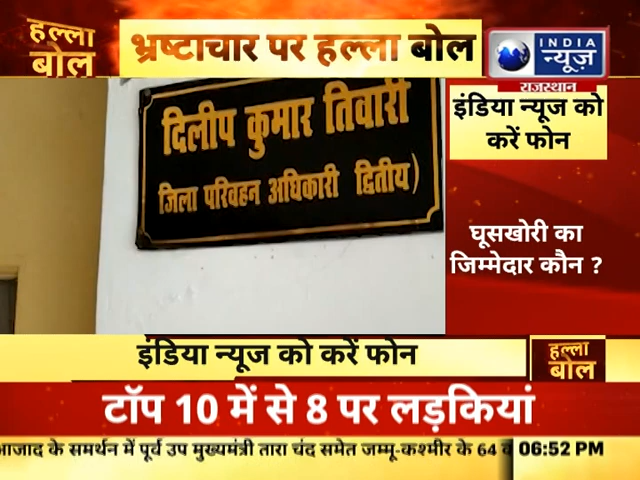 हल्ला
बोल
भ्रष्टाचार पर हल्ला बोल
INDIA
न्यूज़
राजस्थान
दिलीप कुमार तिवारी
जिला परिवहन अधिकारी द्वितीय)
इंडिया न्यूज को
करें फोन
घूसखोरी का
जिम्मेदार कौन ?
इंडिया न्यूज को करें फोन
हल्ला
बोल
टॉप 10 में से 8 पर लड़कियां
आजाद के समर्थन में पूर्व उप मुख्यमंत्री तारा चंद समेत जम्मू-कश्मीर के 64
06:52 PM